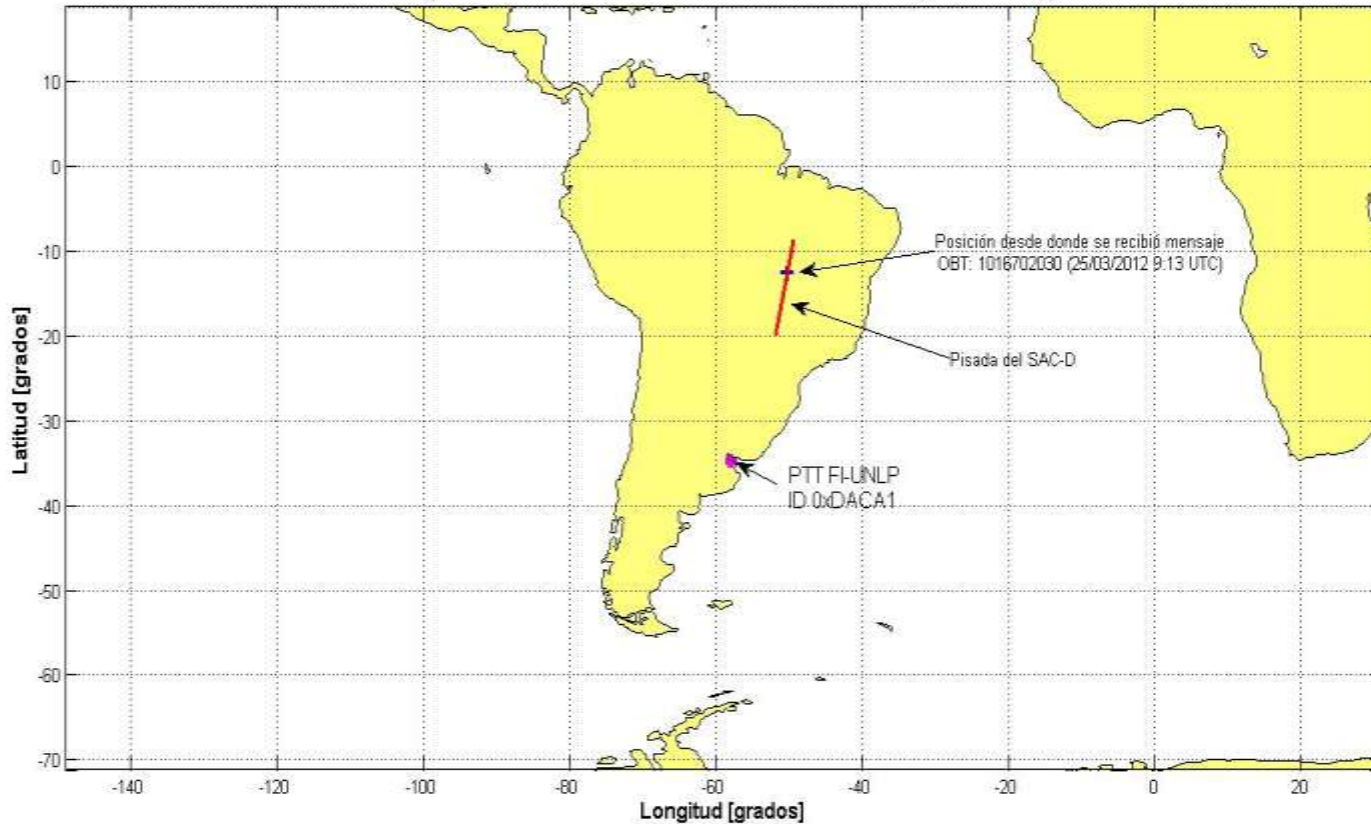 10
0
-10
-20
-30
-40
-50
-60
-70
Latitud [grados]
Posición desde donde se recibió mensaje
OBT: 1016702030 (25/03/2012 9:13 UTC)
Pisada del SAC-D
PTT FI-UNLP
ID 0xDACA1
-140
-120
-100
-80
-60
-40
-20
0
20
Longitud [grados]